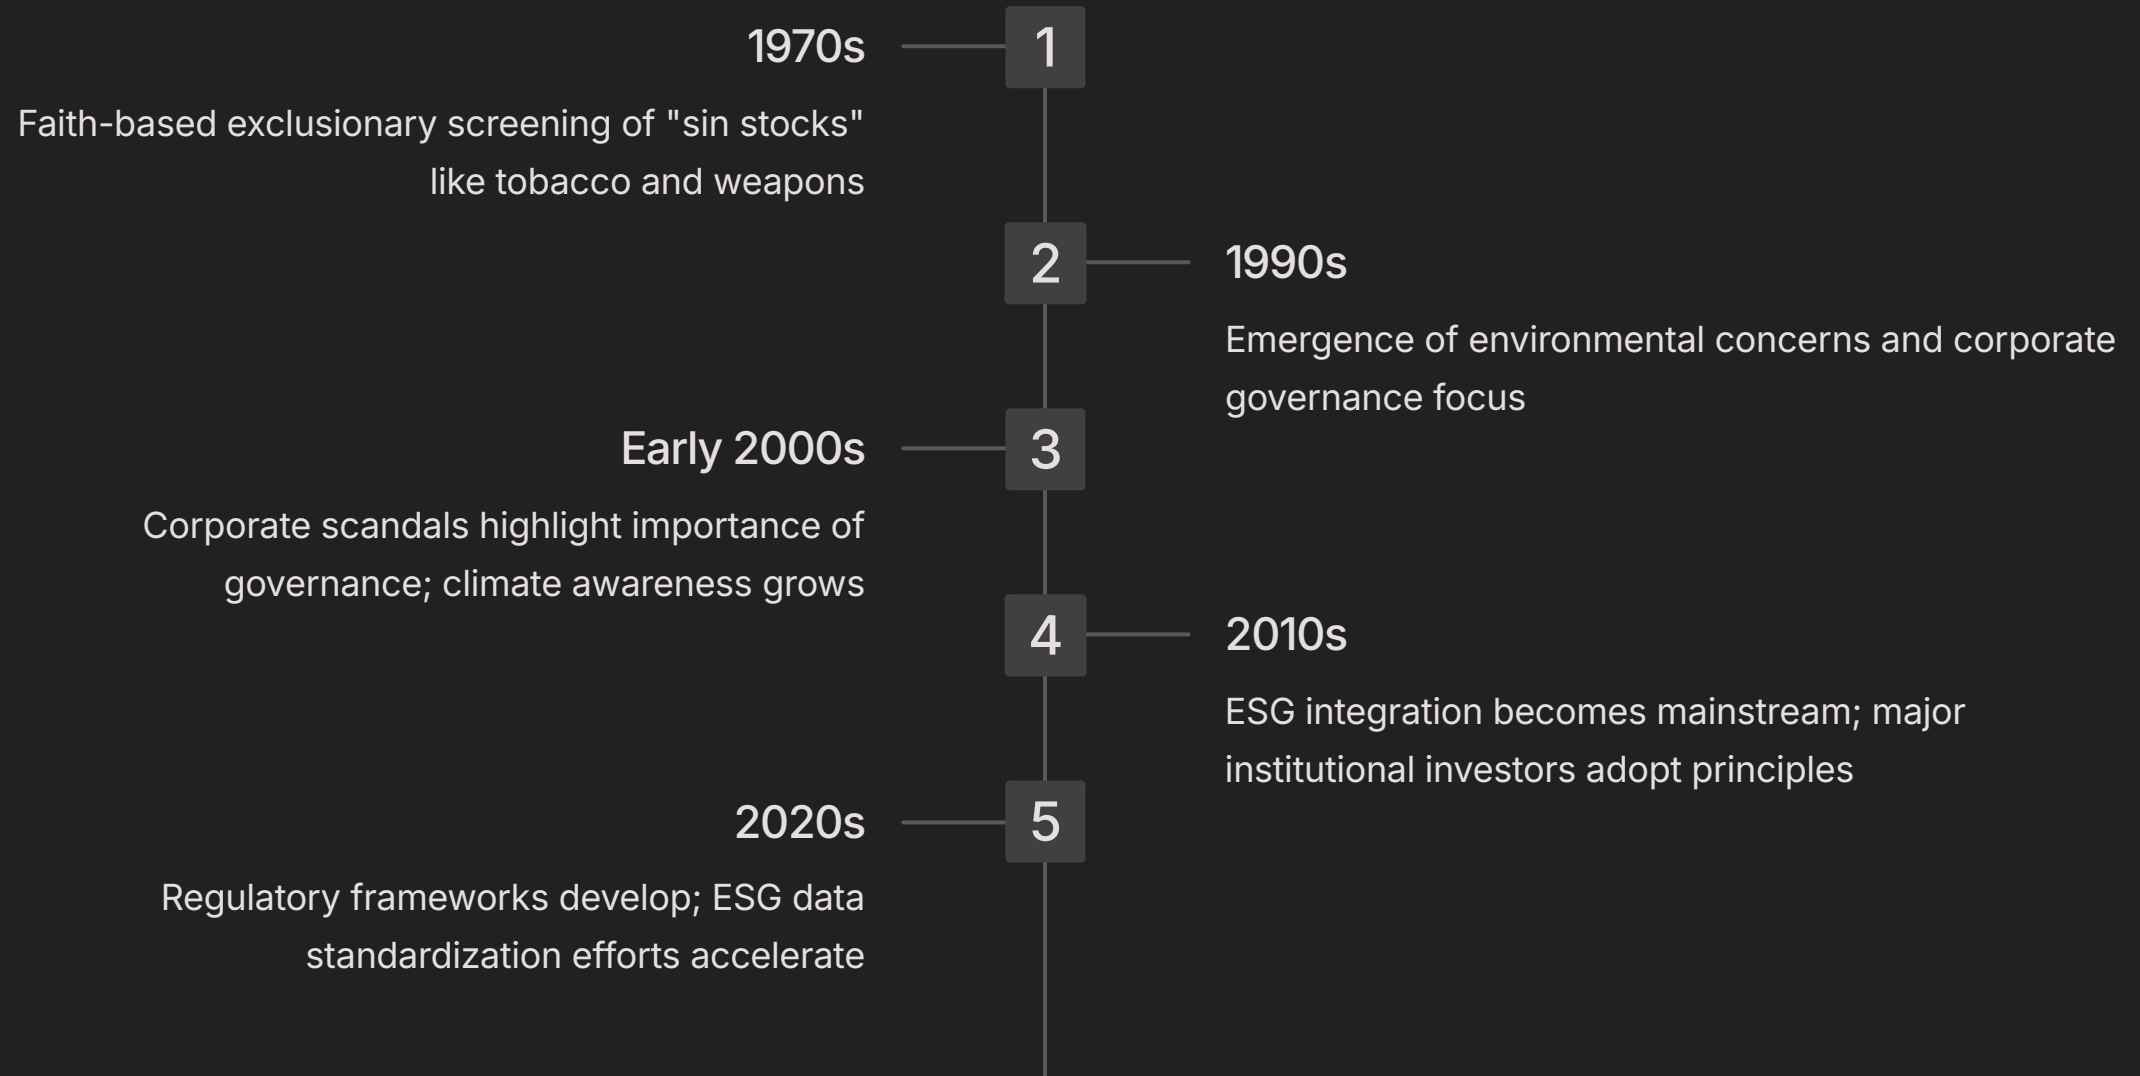 1970s
1
Faith-based exclusionary screening of "sin stocks"
like tobacco and weapons
2
1990s
Emergence of environmental concerns and corporate
governance focus
Early 2000s
3
Corporate scandals highlight importance of
governance; climate awareness grows
4
2010s
ESG integration becomes mainstream; major
institutional investors adopt principles
2020s
5
Regulatory frameworks develop; ESG data
standardization efforts accelerate